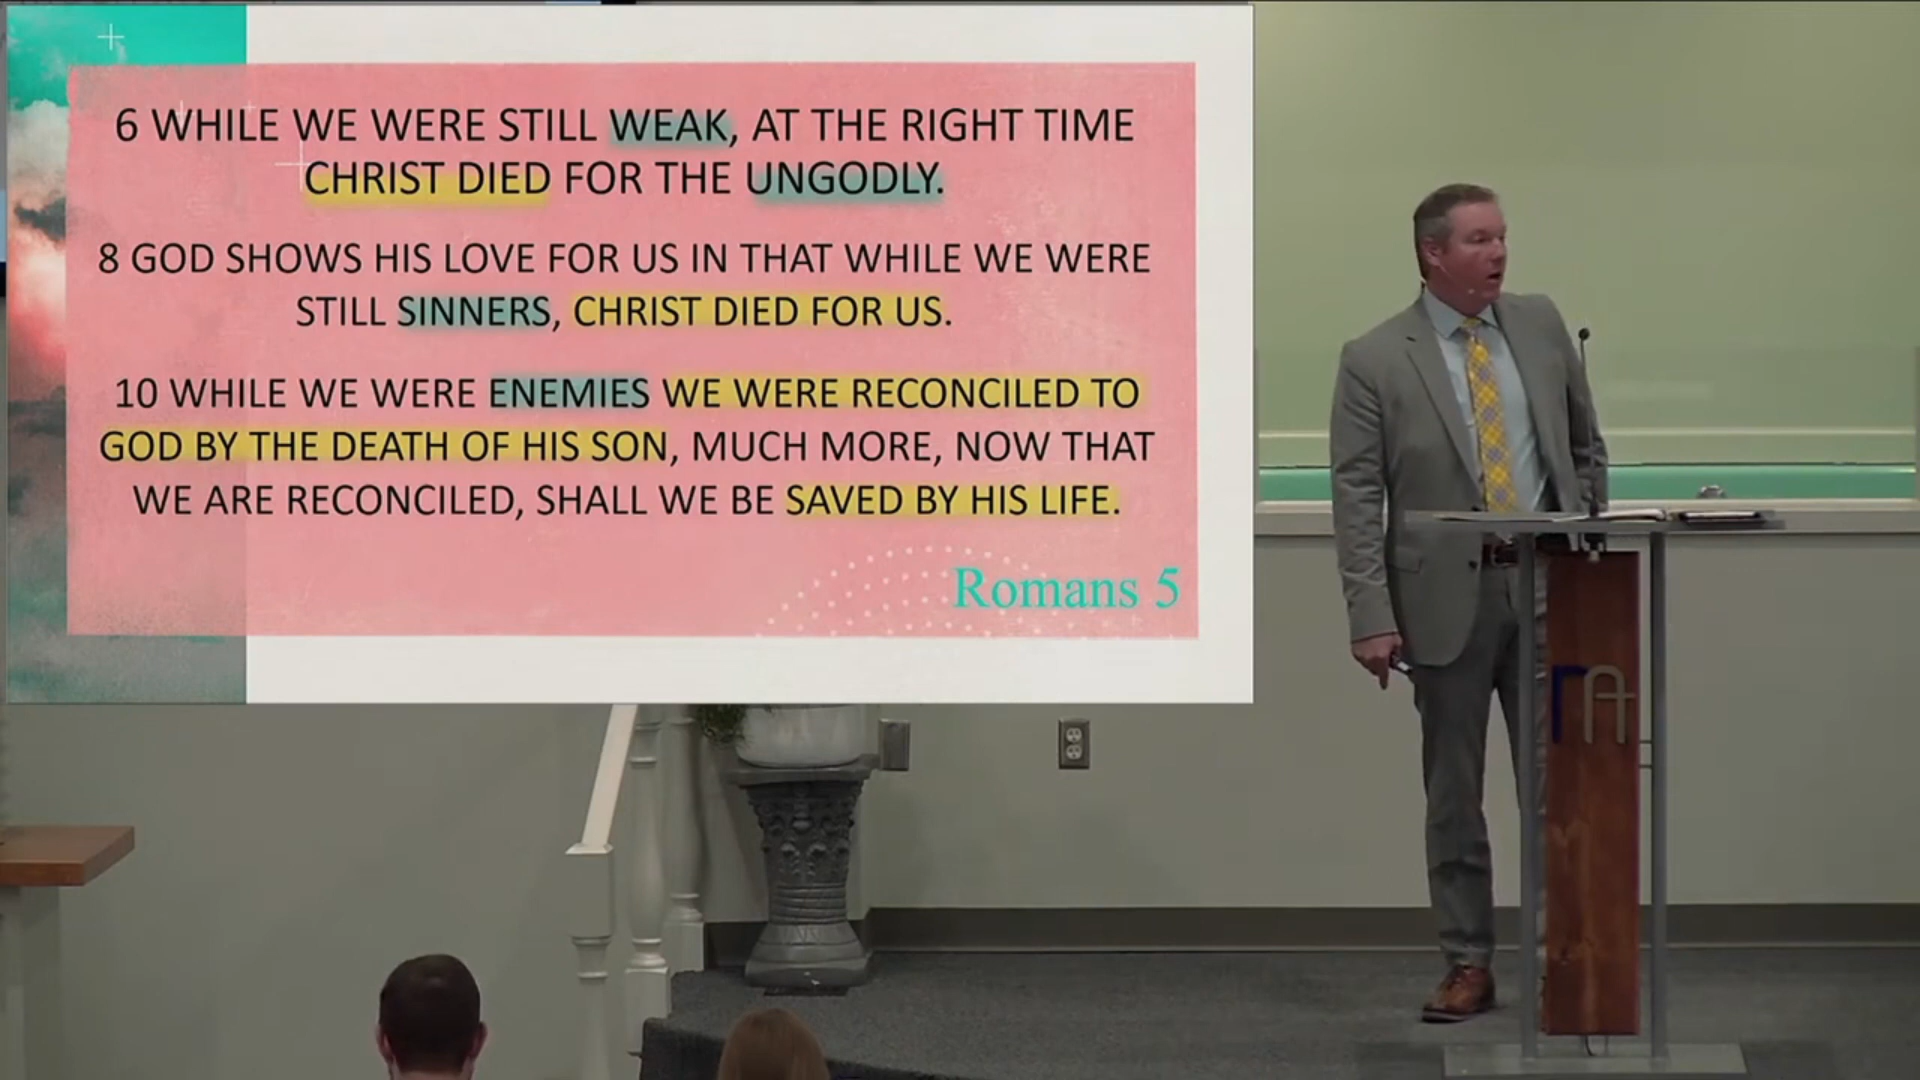 6 WHILE WE WERE STILL WEAK, AT THE RIGHT TIME
CHRIST DIED FOR THE UNGODLY.
8 GOD SHOWS HIS LOVE FOR US IN THAT WHILE WE WERE
STILL SINNERS, CHRIST DIED FOR US.
10 WHILE WE WERE ENEMIES WE WERE RECONCILED TO
GOD BY THE DEATH OF HIS SON, MUCH MORE, NOW THAT
WE ARE RECONCILED, SHALL WE BE SAVED BY HIS LIFE.
Romans 5